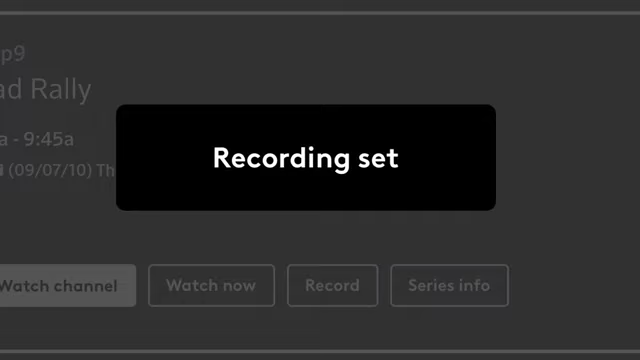 p9
ad Rally
a - 9:45a
(09/07/10) Th
Recording set
Watch channel
Watch now
Record
Series info